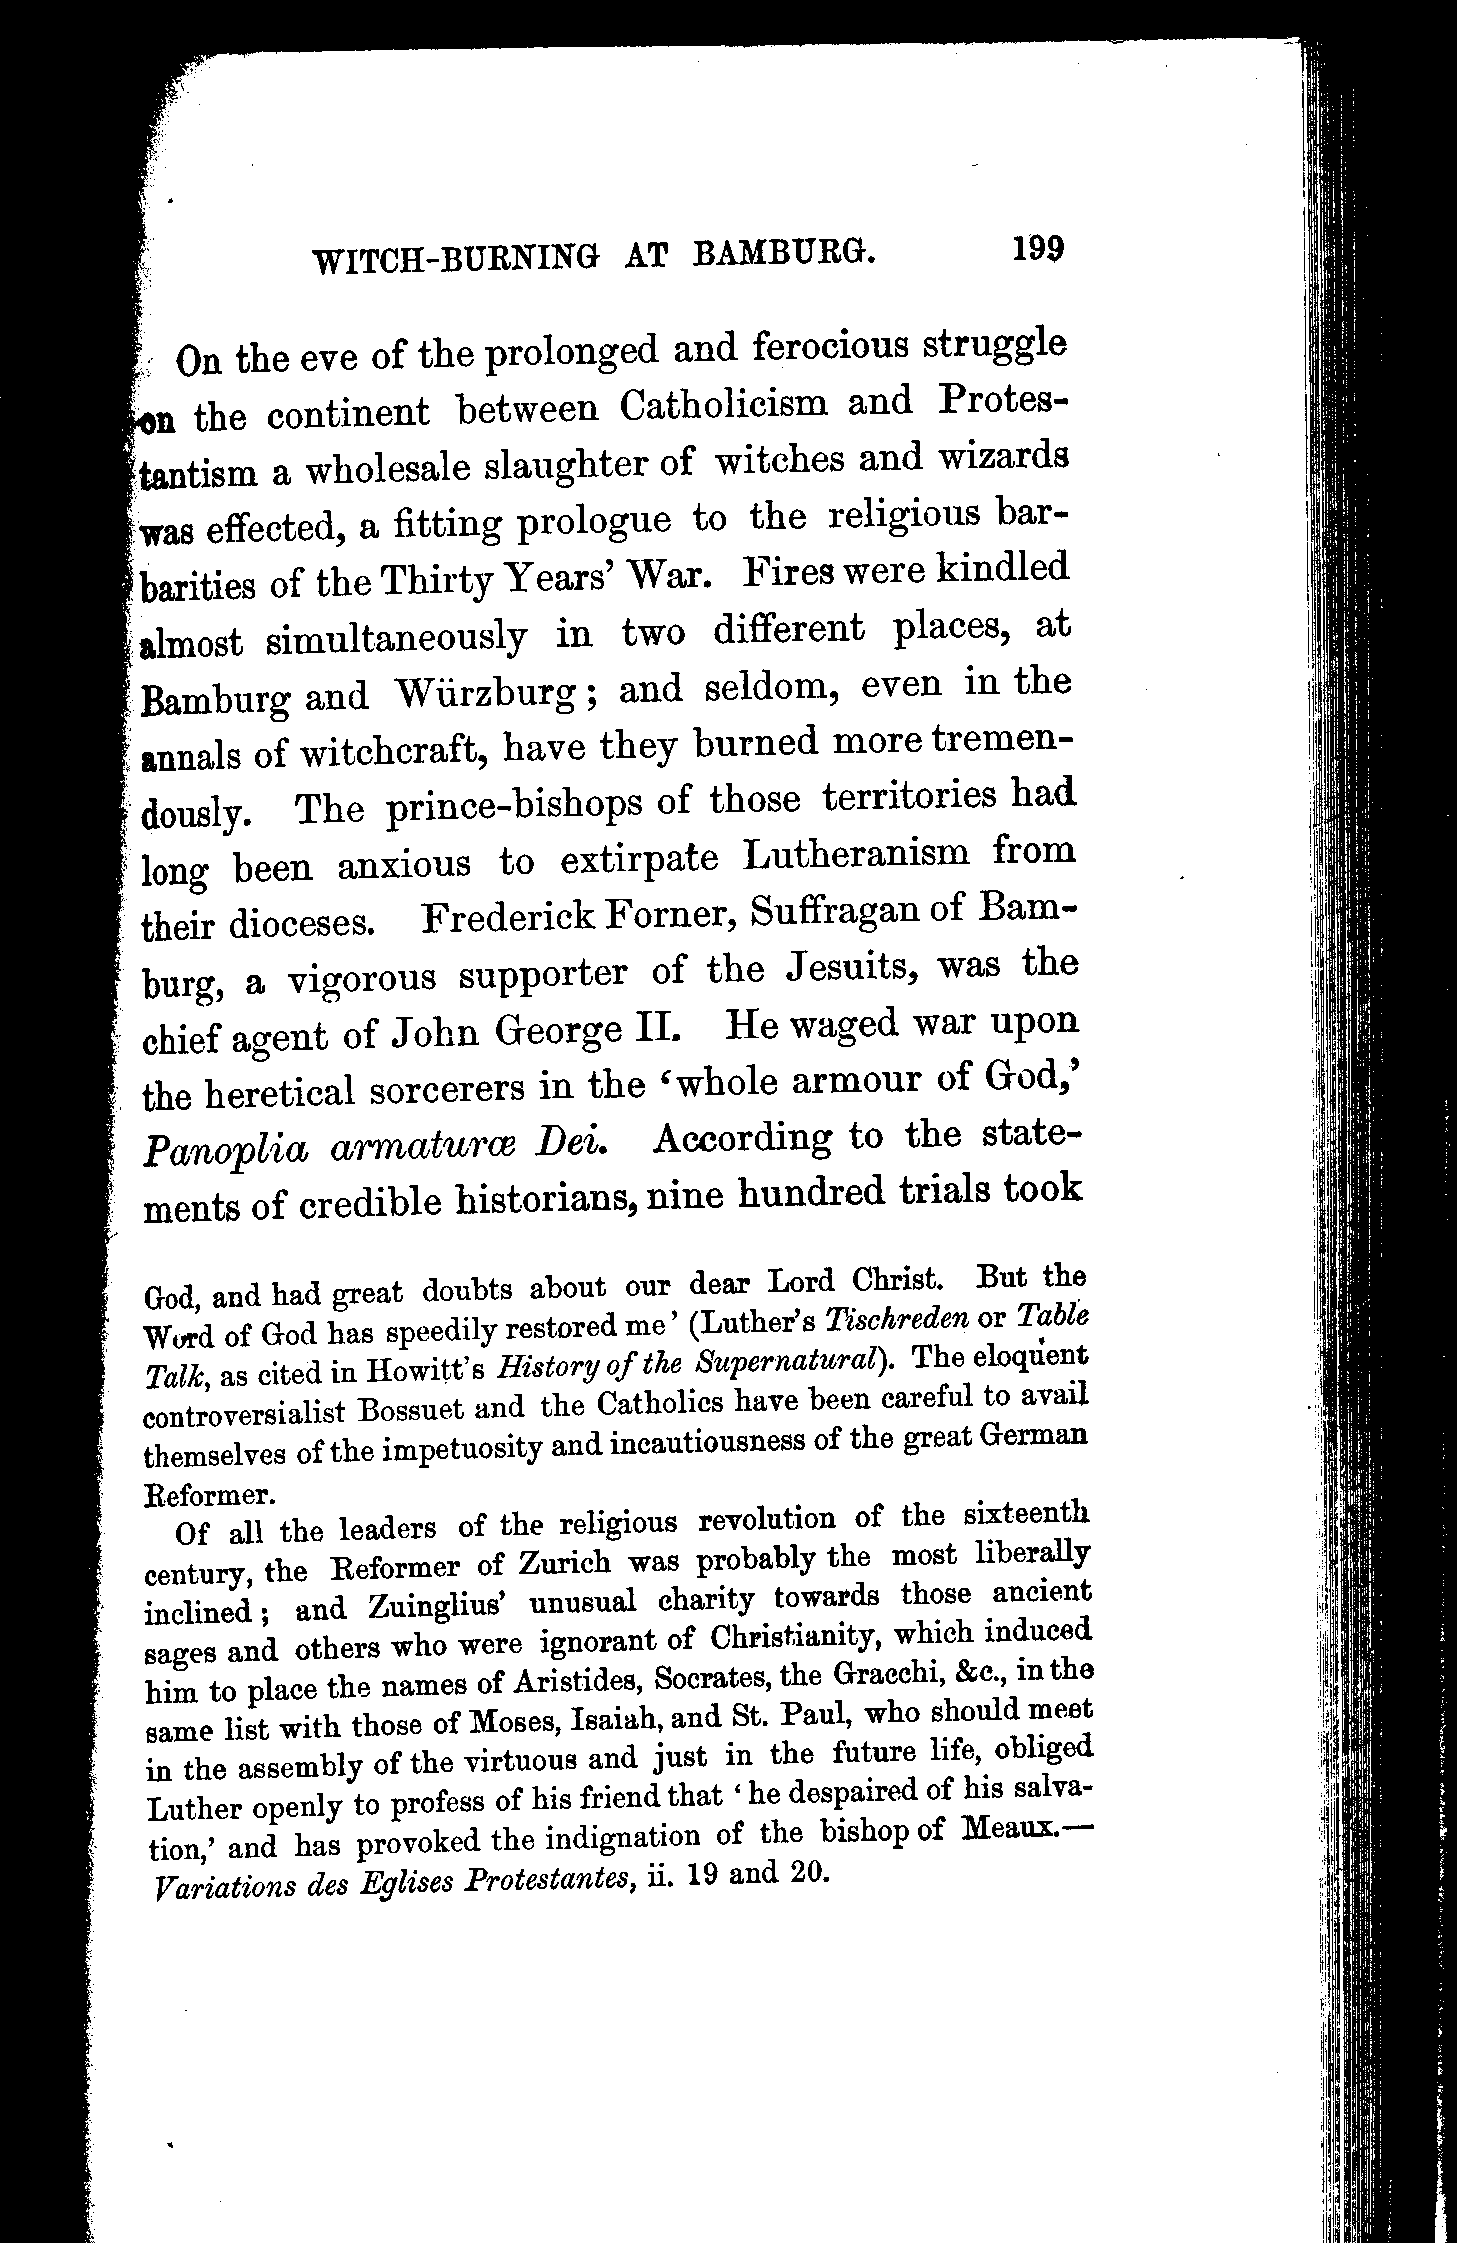 WITCH-BURNING AT BAMBURG. 199
On the eve of the prolonged and ferocious struggle
on the continent between Catholicism and Protes-
tantism a wholesale slaughter of witches and wizards
was effected, a fitting prologue to the religious bar-
barities of the Thirty Years' War. Fires were kindled
almost simultaneously in two different places, at
Bamburg and Würzburg; and seldom, even in the
annals of witchcraft, have they burned more tremen-
dously. The prince-bishops of those territories had
long been anxious to extirpate Lutheranism from
their dioceses. Frederick Forner, Suffragan of Bam-
burg, a vigorous supporter of the Jesuits, was the
chief agent of John George II. He waged war upon
the heretical sorcerers in the ‘whole armour of God,’
Panoplia armaturæ Dei. According to the state-
ments of credible historians, nine hundred trials took
God, and had great doubts about our dear Lord Christ. But the
Word of God has speedily restored me’ (Luther's Tischreden or Table
Talk, as cited in Howitt's History of the Supernatural). The eloquent
controversialist Bossuet and the Catholics have been careful to avail
themselves of the impetuosity and incautiousness of the great German
Reformer.
Of all the leaders of the religious revolution of the sixteenth
century, the Reformer of Zurich was probably the most liberally
inclined; and Zuinglius' unusual charity towards those ancient
sages and others who were ignorant of Christianity, which induced
him to place the names of Aristides, Socrates, the Gracchi, &c., in the
same list with those of Moses, Isaiah, and St. Paul, who should meet
in the assembly of the virtuous and just in the future life, obliged
Luther openly to profess of his friend that ‘he despaired of his salva-
tion,’ and has provoked the indignation of the bishop of Meaux.—
Variations des Eglises Protestantes, ii. 19 and 20.